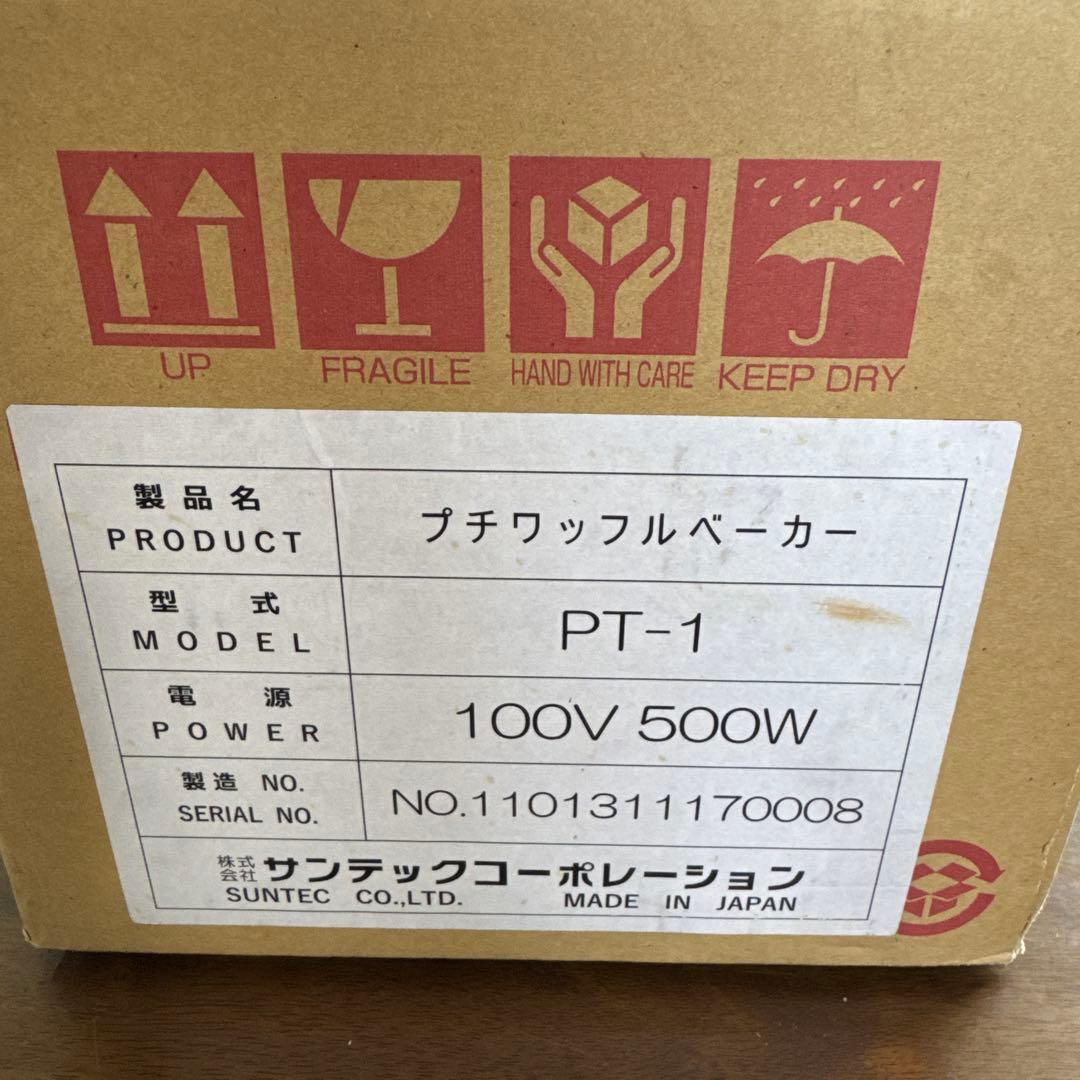 UP
FRAGILE
HAND WITH CARE
KEEP DRY
製品名
PRODUCT
プチワッフルベーカー
型式
MODEL
PT-1
電源
POWER
100V 500W
製造 NO.
SERIAL NO.
NO.1101311170008
株式会社 サンテックコーポレーション
SUNTEC CO.,LTD. MADE IN JAPAN